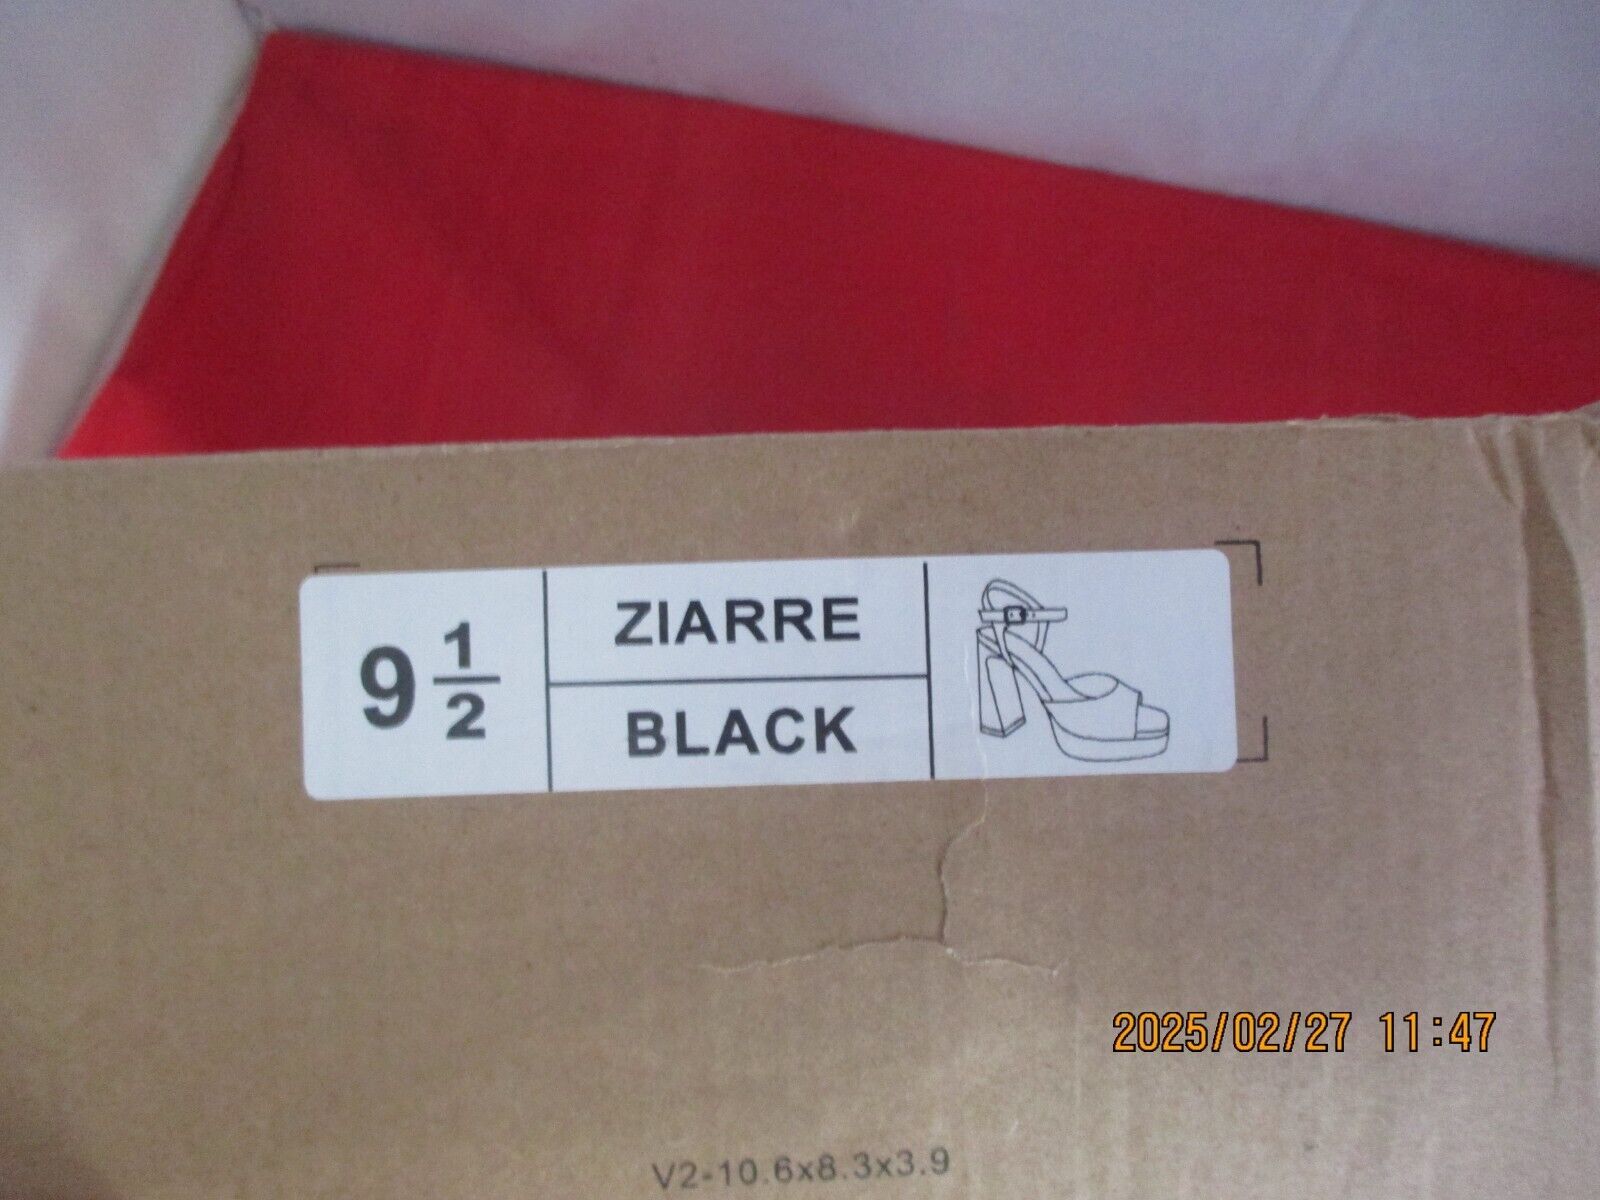 9 1/2
ZIARRE
BLACK
2025/02/27 11:47
V2-10.6x8.3x3.9